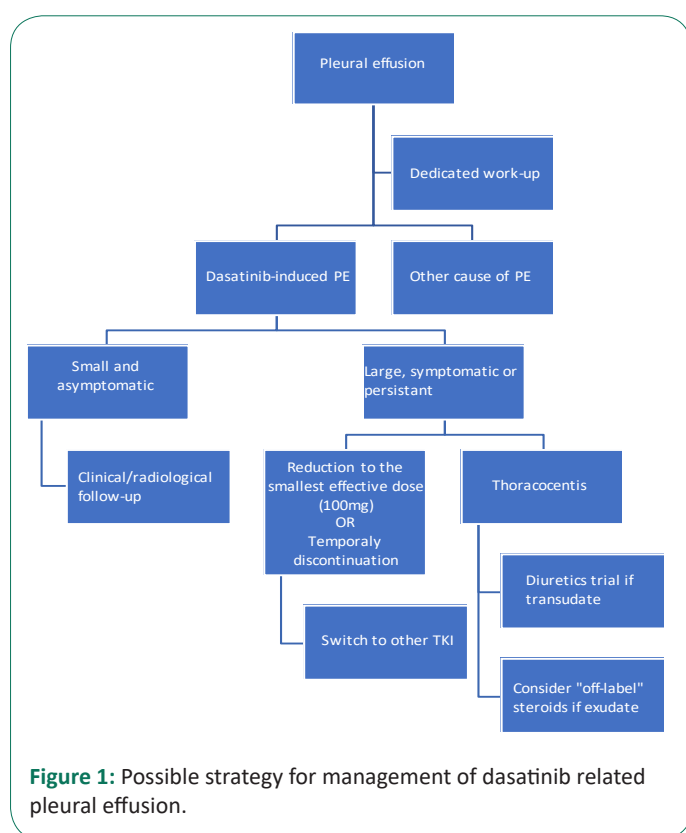 Pleural effusion
Dedicated work-up
Dasatinib-induced PE
Other cause of PE
Small and
asymptomatic
Large, symptomatic or
persistant
Clinical/radiological
follow-up
Reduction to the
smallest effective dose
(100mg)
OR
Temporaly
discontinuation
Thoracocentis
Switch to other TKI
Diuretics trial if
transudate
Consider "off-label"
steroids if exudate
Figure 1: Possible strategy for management of dasatinib related
pleural effusion.